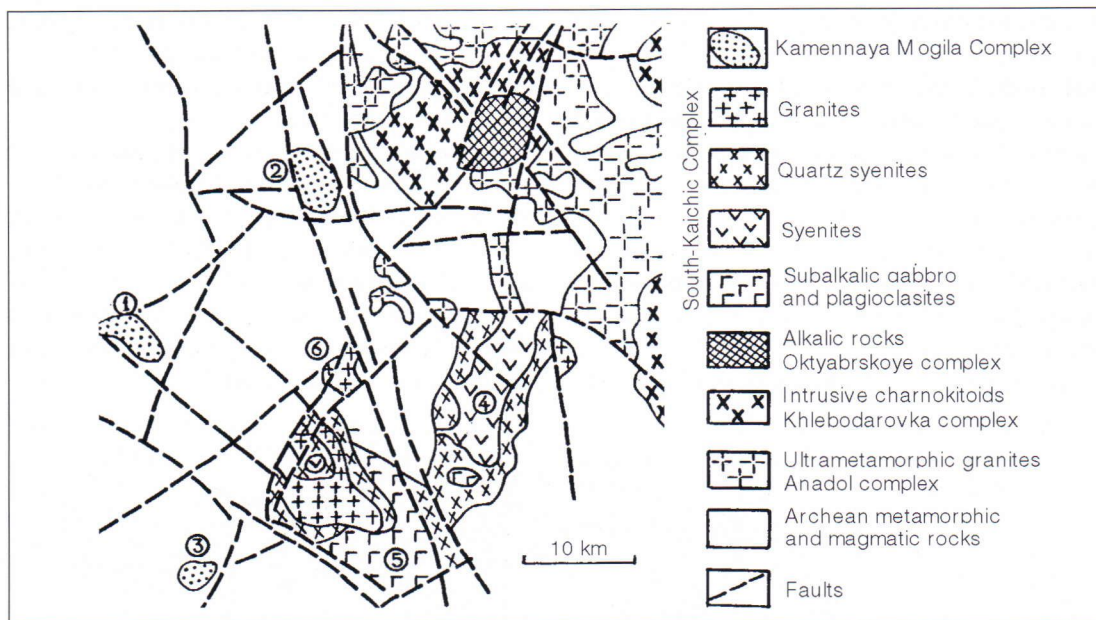 Kamennaya Mogila Complex
South-Kaichic Complex
Granites
Quartz syenites
Syenites
Subalkalic gabbro
and plagioclasites
Alkalic rocks
Oktyabrskoye complex
Intrusive charnokitoids
Khlebodarovka complex
Ultrametamorphic granites
Anadol complex
Archean metamorphic
and magmatic rocks
Faults
2
1
6
4
3
5
10 km